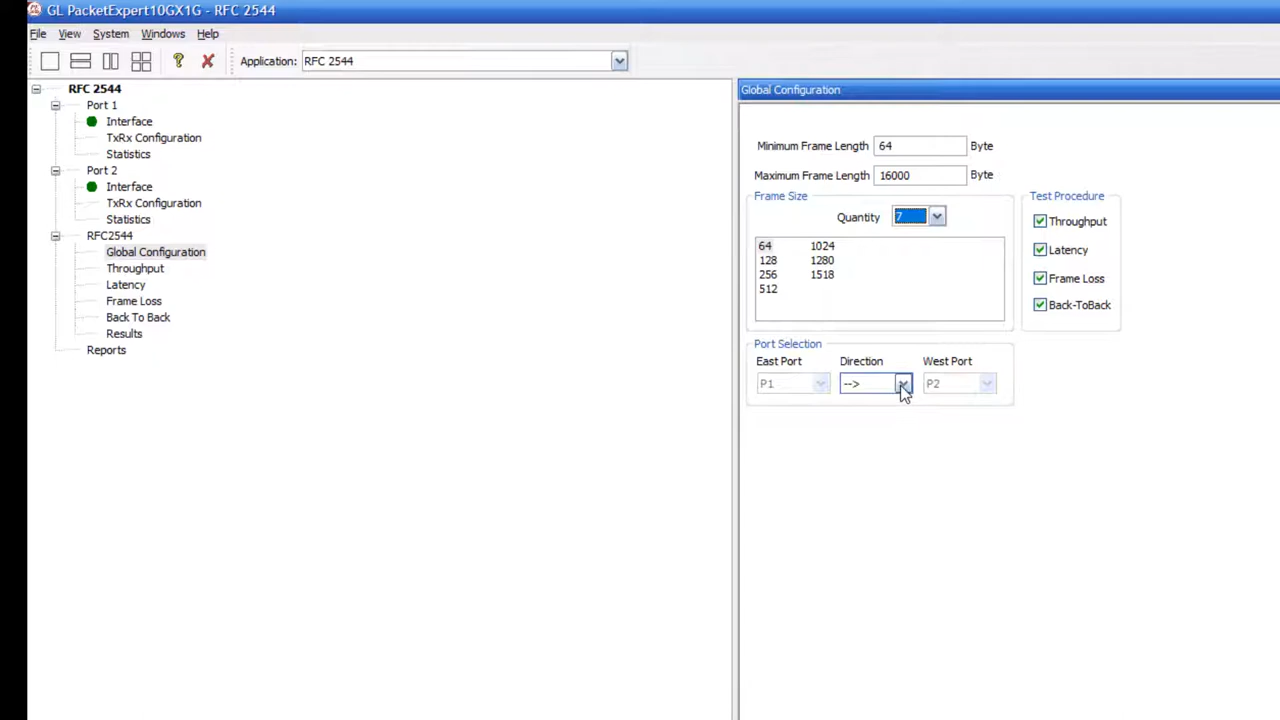 GL PacketExpert10GX1G - RFC 2544
File View System Windows Help
Application: RFC 2544
RFC 2544
Port 1
Interface
TxRx Configuration
Statistics
Port 2
Interface
TxRx Configuration
Statistics
RFC2544
Global Configuration
Throughput
Latency
Frame Loss
Back To Back
Results
Reports
Global Configuration
Minimum Frame Length 64 Byte
Maximum Frame Length 16000 Byte
Frame Size
Quantity 7
64 1024
128 1280
256 1518
512
Test Procedure
Throughput
Latency
Frame Loss
Back-ToBack
Port Selection
East Port Direction West Port
P1 --> P2